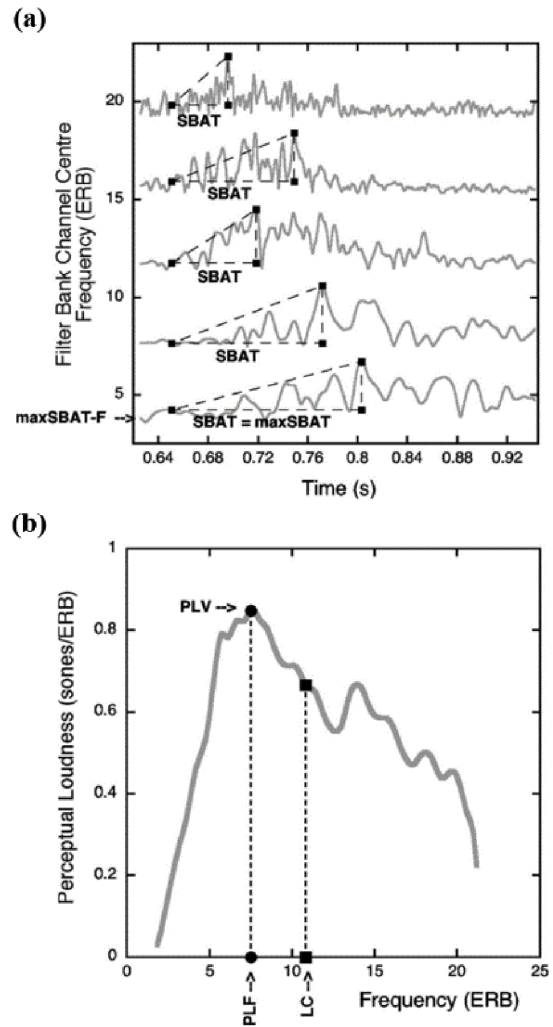 (a)
Filter Bank Channel Centre
Frequency (ERB)
20
15
10
5
SBAT
SBAT
SBAT
SBAT
SBAT = maxSBAT
maxSBAT-F -->
0.64 0.68 0.72 0.76 0.8 0.84 0.88 0.92
Time (s)
(b)
Perceptual Loudness (sones/ERB)
1
0.8
0.6
0.4
0.2
0
PLV -->
0 5 10 15 20 25
PLF -->
LC -->
Frequency (ERB)